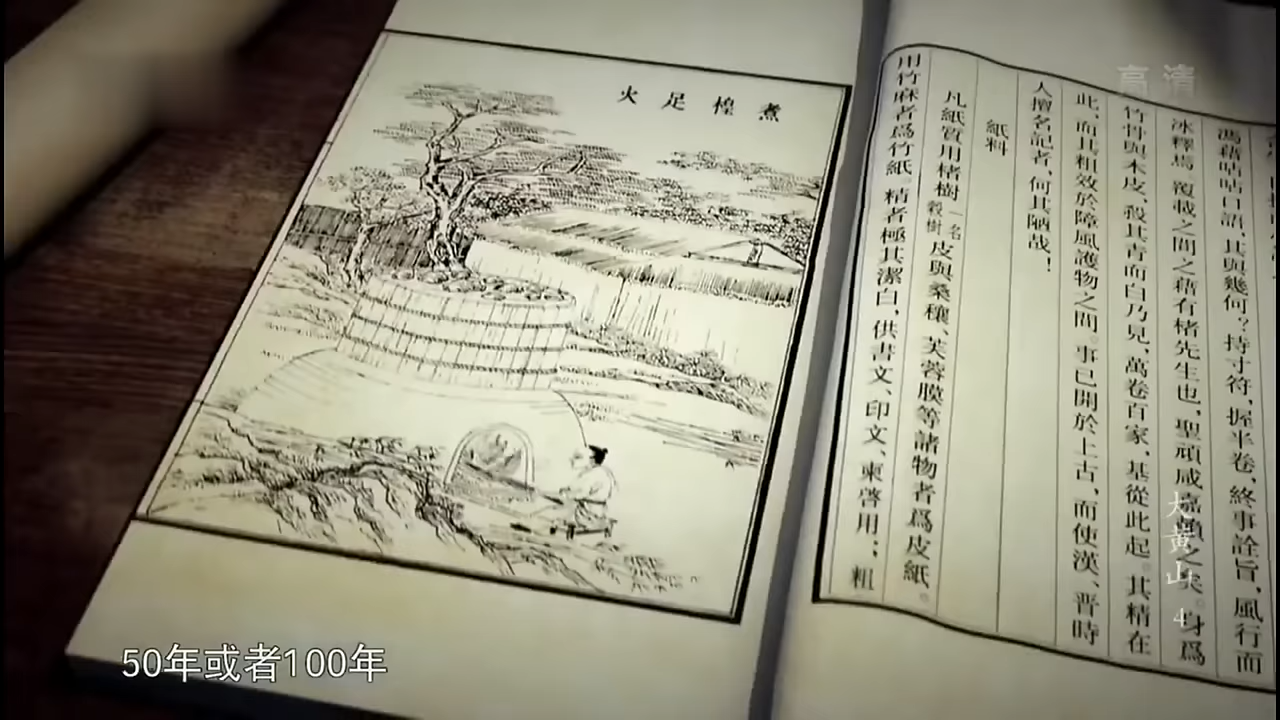 高清
馮藉呫呫口語,其與幾何?持寸符,握半卷,終事詮旨,風行而
冰釋焉。覆載之間之藉有楮先生也,聖頑咸嘉賴之矣。身爲
竹骨與木皮,殺其青而白乃見,萬卷百家,基從此起。其精在
此,而其粗效於障風護物之間。事已開於上古,而使漢、晉時
人擅名記者,何其陋哉!
紙料
凡紙質用楮樹一名榖樹皮與桑穰、芙蓉膜等諸物者爲皮紙。
用竹麻者爲竹紙 精者極其潔白,供書文、印文、柬啓用;粗
煮楻足火
大黄山 4
50年或者100年